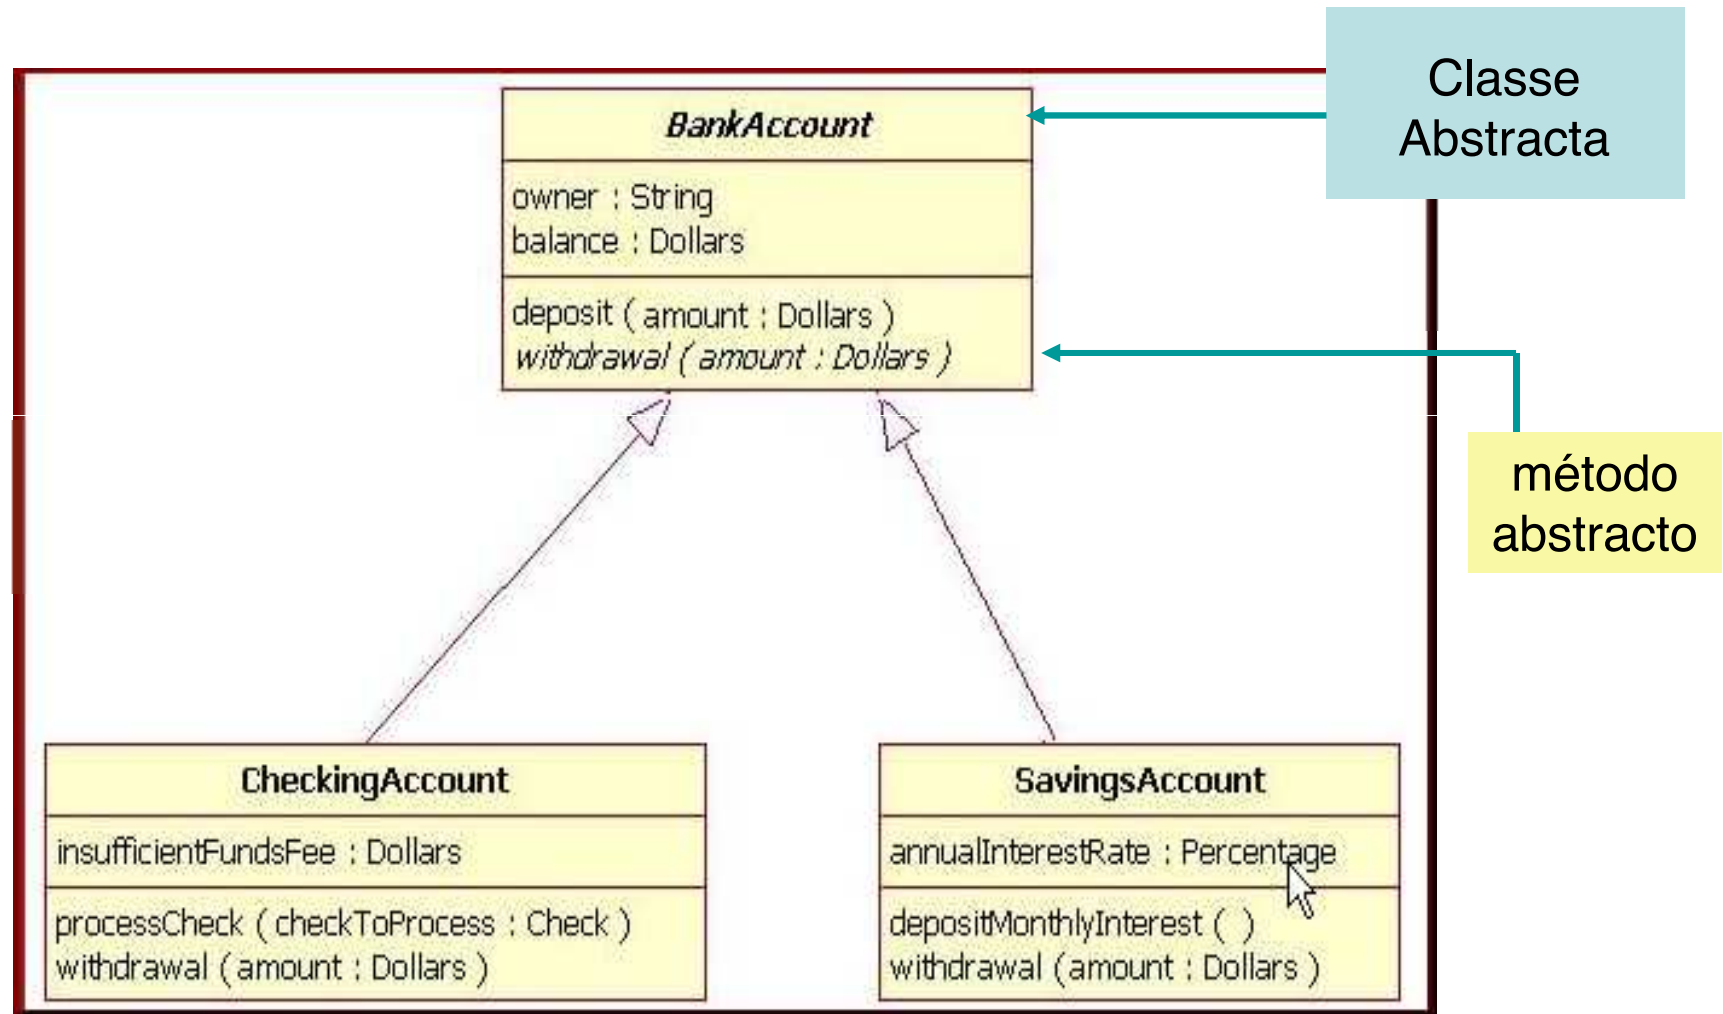 Classe
Abstracta
BankAccount
owner : String
balance : Dollars
deposit ( amount : Dollars )
withdrawal ( amount : Dollars )
método
abstracto
CheckingAccount
insufficientFundsFee : Dollars
processCheck ( checkToProcess : Check )
withdrawal ( amount : Dollars )
SavingsAccount
annualInterestRate : Percentage
depositMonthlyInterest ( )
withdrawal ( amount : Dollars )